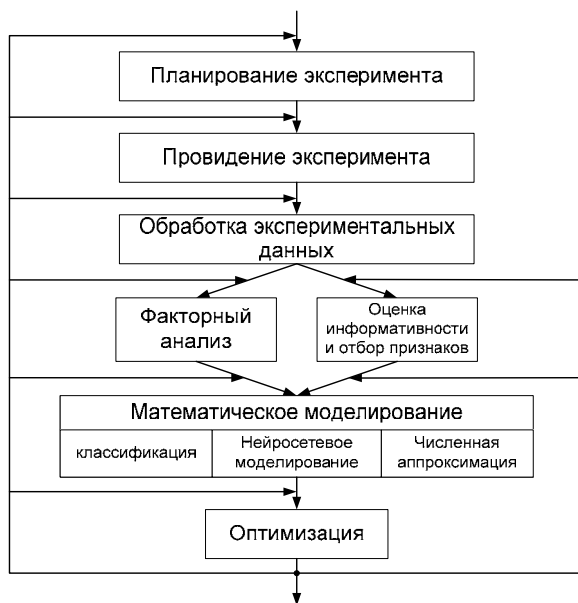 Планирование эксперимента
Провидение эксперимента
Обработка экспериментальных
данных
Факторный
анализ
Оценка
информативности
и отбор признаков
Математическое моделирование
классификация
Нейросетевое
моделирование
Численная
аппроксимация
Оптимизация